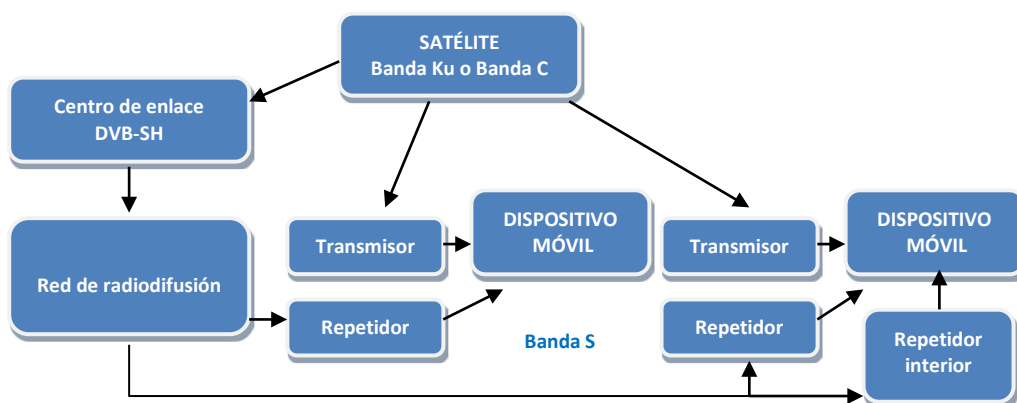 SATÉLITE
Banda Ku o Banda C
Centro de enlace
DVB-SH
Red de radiodifusión
Transmisor
DISPOSITIVO
MÓVIL
Transmisor
DISPOSITIVO
MÓVIL
Repetidor
Banda S
Repetidor
Repetidor
interior